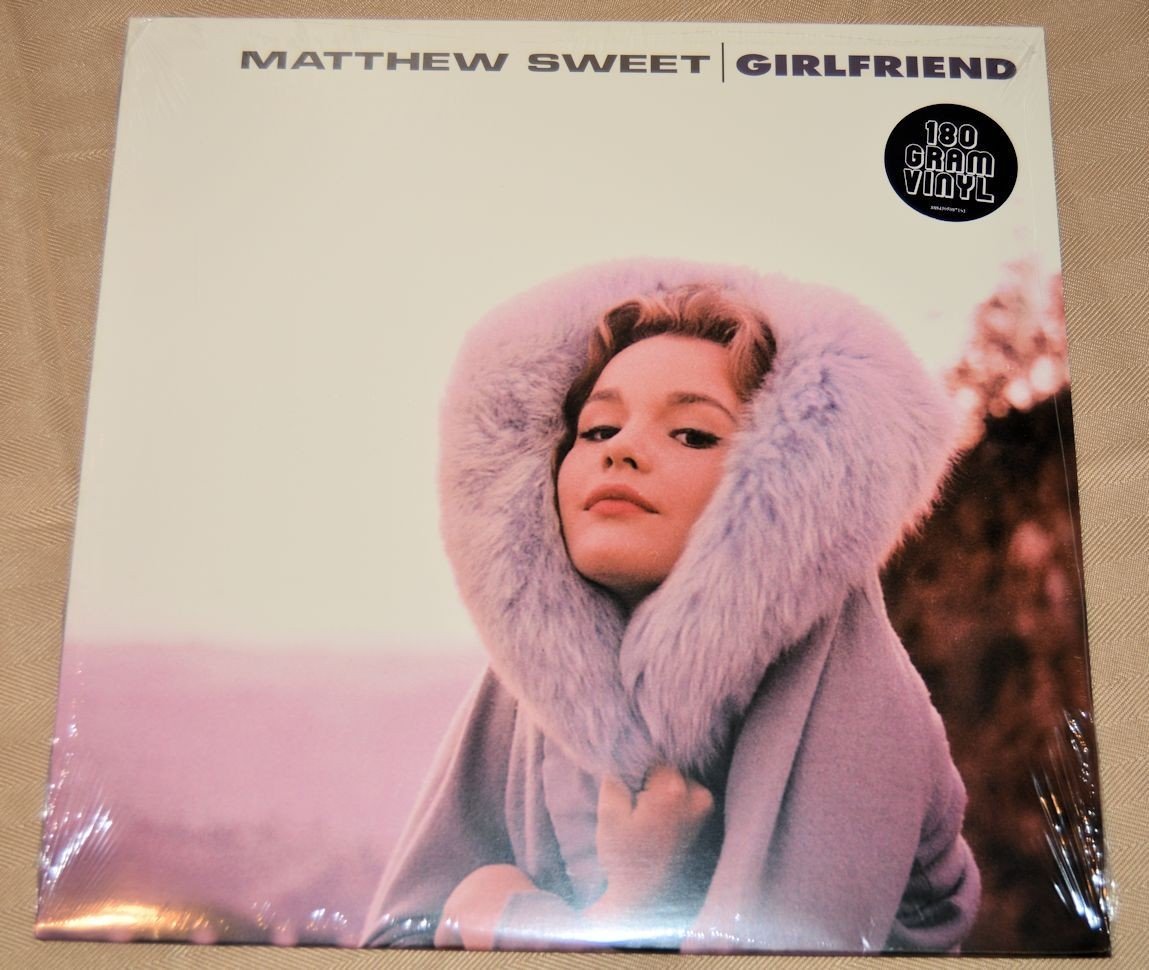 MATTHEW SWEET | GIRLFRIEND
180
GRAM
VINYL